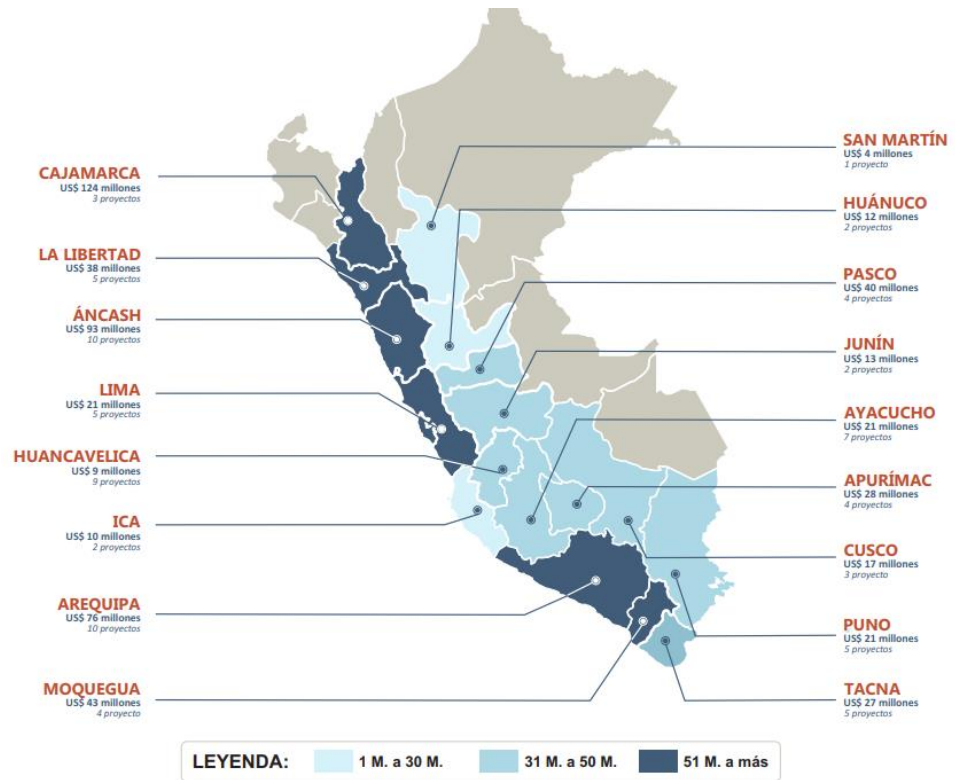 CAJAMARCA
US$ 124 millones
3 proyectos
LA LIBERTAD
US$ 38 millones
5 proyectos
ÁNCASH
US$ 93 millones
10 proyectos
LIMA
US$ 21 millones
5 proyectos
HUANCAVELICA
US$ 9 millones
9 proyectos
ICA
US$ 10 millones
2 proyectos
AREQUIPA
US$ 76 millones
10 proyectos
MOQUEGUA
US$ 43 millones
4 proyecto
SAN MARTÍN
US$ 4 millones
1 proyecto
HUÁNUCO
US$ 12 millones
2 proyectos
PASCO
US$ 40 millones
4 proyectos
JUNÍN
US$ 13 millones
2 proyectos
AYACUCHO
US$ 21 millones
7 proyectos
APURÍMAC
US$ 28 millones
4 proyectos
CUSCO
US$ 17 millones
3 proyecto
PUNO
US$ 21 millones
5 proyectos
TACNA
US$ 27 millones
5 proyectos
LEYENDA: 1 M. a 30 M. 31 M. a 50 M. 51 M. a más